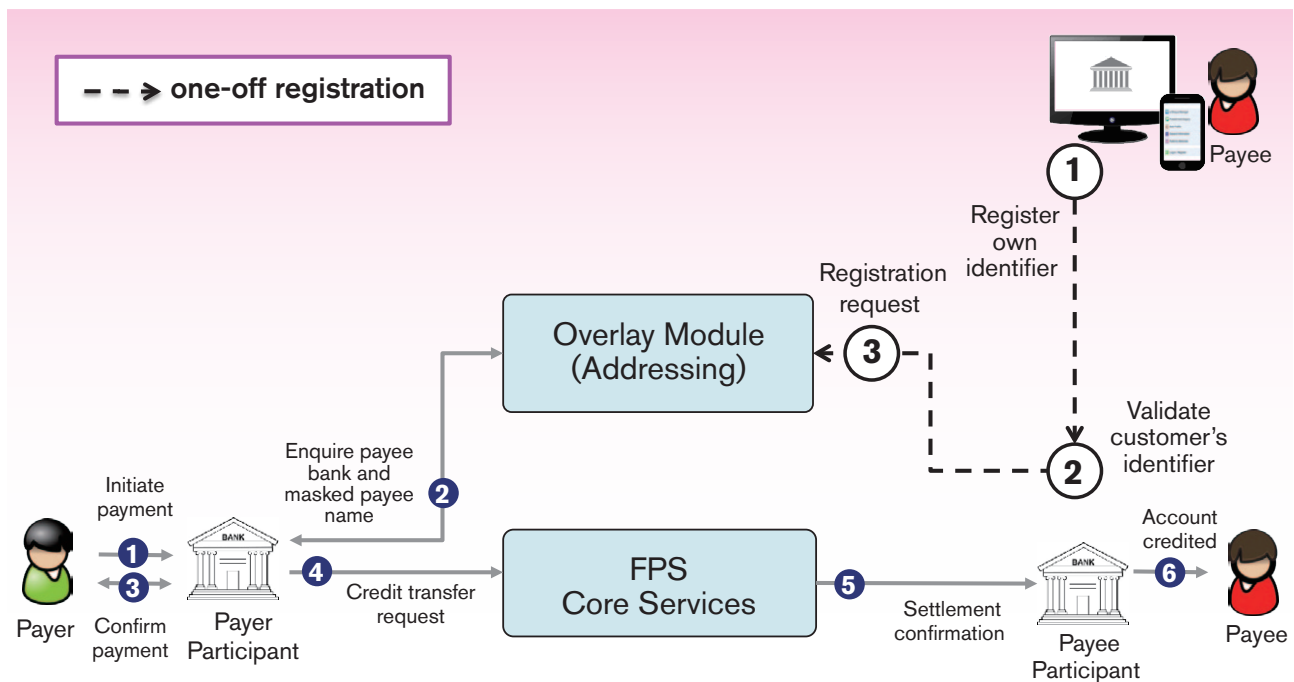 one-off registration
Payee
1
Register
own
identifier
Registration
request
3
Overlay Module
(Addressing)
Validate
customer's
identifier
2
Enquire payee
bank and
masked payee
name
2
Initiate
payment
1
3
Confirm
payment
Payer
BANK
Payer
Participant
4
Credit transfer
request
FPS
Core Services
5
Settlement
confirmation
BANK
Payee
Participant
Account
credited
6
Payee